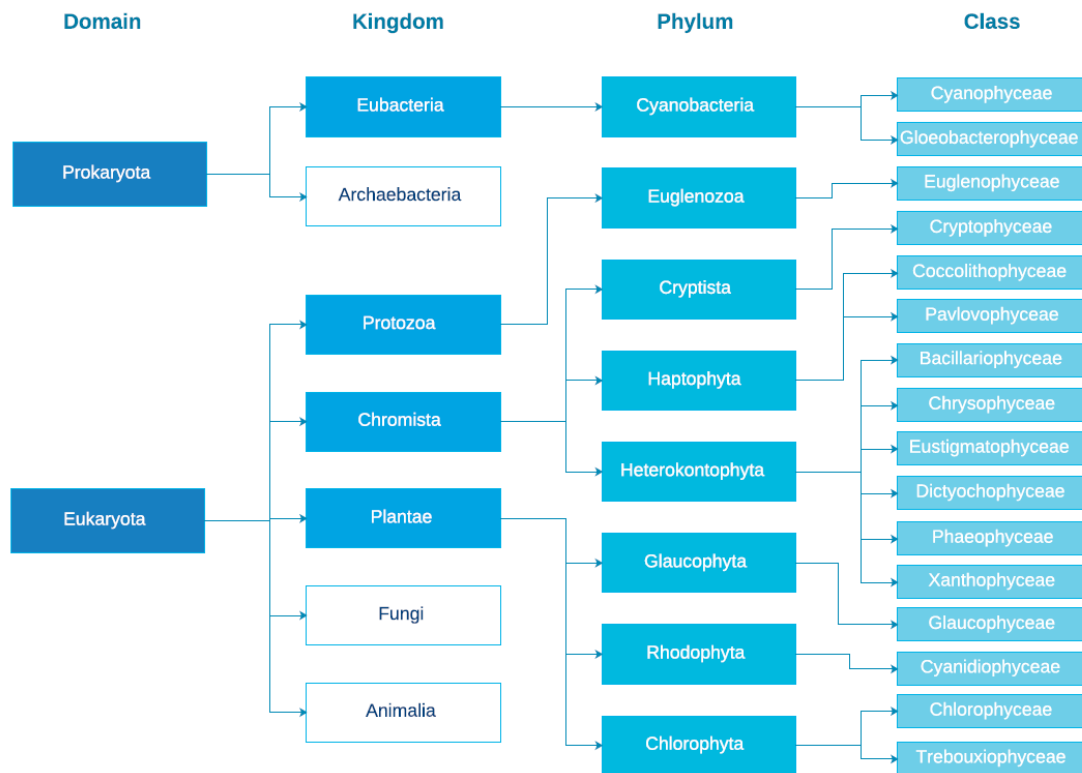 Domain
Kingdom
Phylum
Class
Prokaryota
Eukaryota
Eubacteria
Archaebacteria
Protozoa
Chromista
Plantae
Fungi
Animalia
Cyanobacteria
Euglenozoa
Cryptista
Haptophyta
Heterokontophyta
Glaucophyta
Rhodophyta
Chlorophyta
Cyanophyceae
Gloeobacterophyceae
Euglenophyceae
Cryptophyceae
Coccolithophyceae
Pavlovophyceae
Bacillariophyceae
Chrysophyceae
Eustigmatophyceae
Dictyochophyceae
Phaeophyceae
Xanthophyceae
Glaucophyceae
Cyanidiophyceae
Chlorophyceae
Trebouxiophyceae